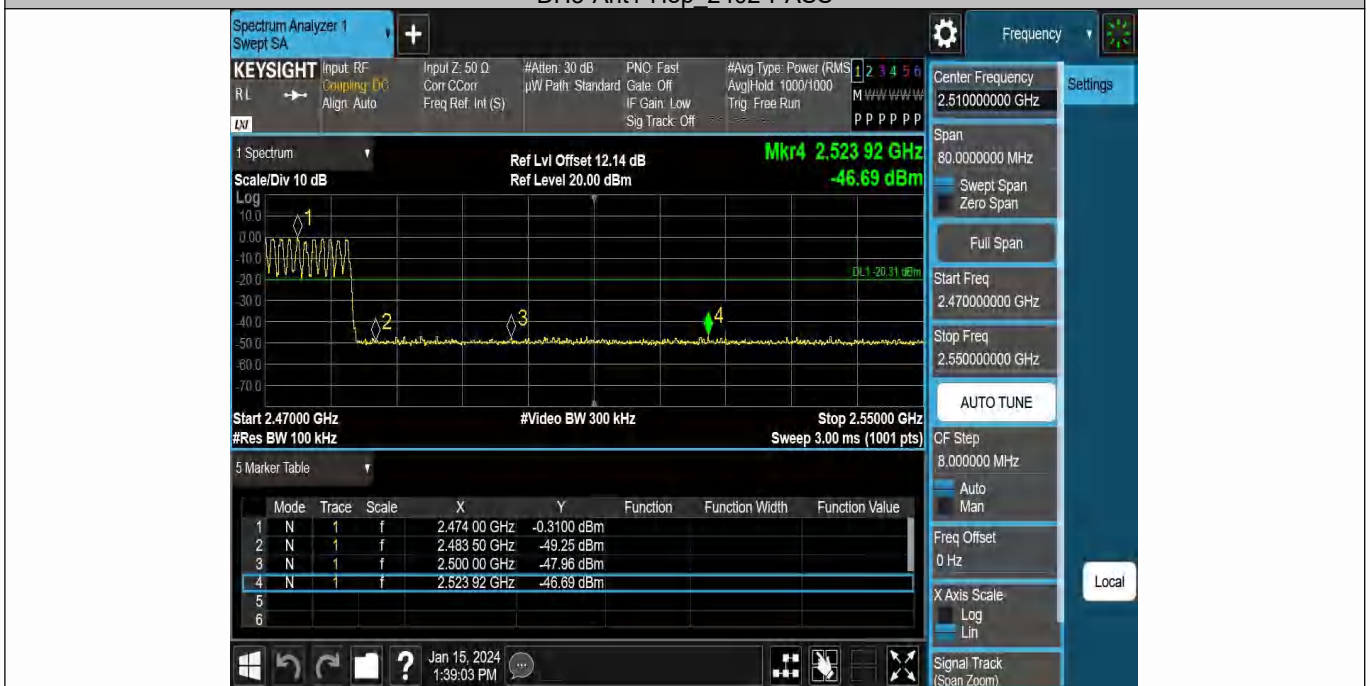 Spectrum Analyzer 1
Swept SA
+
Frequency
KEYSIGHT
RL
LXI
Input: RF
Coupling: DC
Align: Auto
Input Z: 50 Ω
Corr CCorr
Freq Ref: Int (S)
#Atten: 30 dB
µW Path: Standard
PNO: Fast
Gate: Off
IF Gain: Low
Sig Track: Off
#Avg Type: Power (RMS
Avg|Hold: 1000/1000
Trig: Free Run
1 2 3 4 5 6
M W W W W W
P P P P P P
Center Frequency
2.510000000 GHz
Settings
1 Spectrum
Scale/Div 10 dB
Ref Lvl Offset 12.14 dB
Ref Level 20.00 dBm
Mkr4 2.523 92 GHz
-46.69 dBm
Span
80.0000000 MHz
Swept Span
Zero Span
Full Span
Start Freq
2.470000000 GHz
Stop Freq
2.550000000 GHz
AUTO TUNE
Log
10.0
0.00
-10.0
-20.0
-30.0
-40.0
-50.0
-60.0
-70.0
1
2
3
4
DL1 -20.31 dBm
Start 2.47000 GHz
#Res BW 100 kHz
#Video BW 300 kHz
Stop 2.55000 GHz
Sweep 3.00 ms (1001 pts)
CF Step
8.000000 MHz
Auto
Man
Freq Offset
0 Hz
X Axis Scale
Log
Lin
Signal Track
(Span Zoom)
Local
5 Marker Table
Mode Trace Scale X Y Function Function Width Function Value
1 N 1 f 2.474 00 GHz -0.3100 dBm
2 N 1 f 2.483 50 GHz -49.25 dBm
3 N 1 f 2.500 00 GHz -47.96 dBm
4 N 1 f 2.523 92 GHz -46.69 dBm
5
6
?
Jan 15, 2024
1:39:03 PM